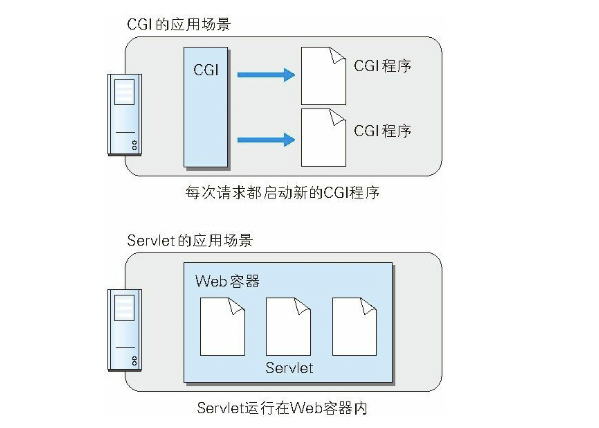 CGI的应用场景
CGI
CGI程序
CGI程序
每次请求都启动新的CGI程序
Servlet的应用场景
Web容器
Servlet
Servlet运行在Web容器内